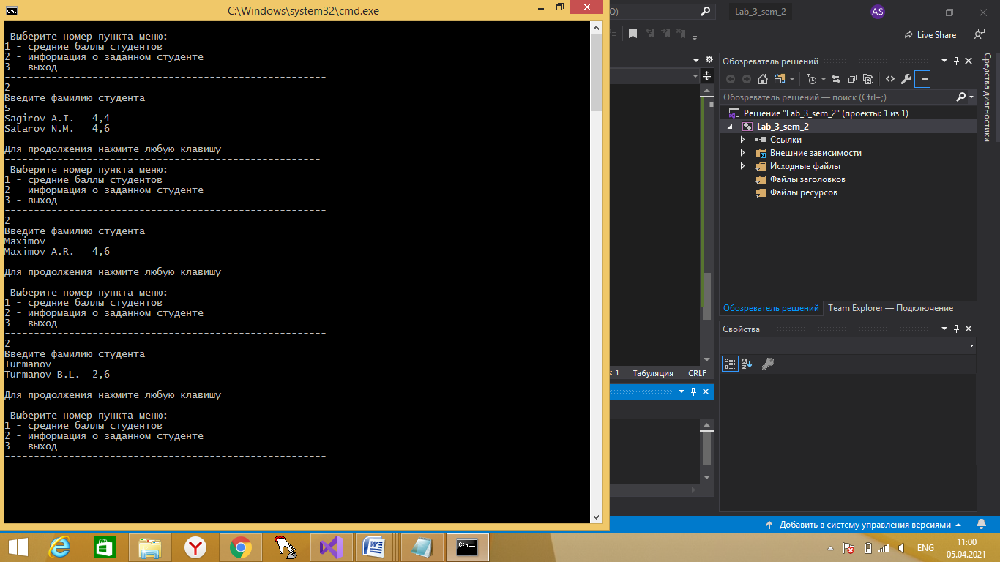 C:\Windows\system32\cmd.exe
------------------------------------------------------
Выберите номер пункта меню:
1 - средние баллы студентов
2 - информация о заданном студенте
3 - выход
-------------------------------------------------------
2
Введите фамилию студента
S
Sagirov A.I.   4,4
Satarov N.M.   4,6
Для продолжения нажмите любую клавишу
------------------------------------------------------
Выберите номер пункта меню:
1 - средние баллы студентов
2 - информация о заданном студенте
3 - выход
-------------------------------------------------------
2
Введите фамилию студента
Maximov
Maximov A.R.   4,6
Для продолжения нажмите любую клавишу
------------------------------------------------------
Выберите номер пункта меню:
1 - средние баллы студентов
2 - информация о заданном студенте
3 - выход
-------------------------------------------------------
2
Введите фамилию студента
Turmanov
Turmanov B.L.  2,6
Для продолжения нажмите любую клавишу
------------------------------------------------------
Выберите номер пункта меню:
1 - средние баллы студентов
2 - информация о заданном студенте
3 - выход
-------------------------------------------------------
Q)
Lab_3_sem_2
AS
Live Share
Обозреватель решений
Обозреватель решений — поиск (Ctrl+;)
Решение "Lab_3_sem_2" (проекты: 1 из 1)
Lab_3_sem_2
Ссылки
Внешние зависимости
Исходные файлы
Файлы заголовков
Файлы ресурсов
Средства диагностики
Обозреватель решений
Team Explorer — Подключение
Свойства
: 1
Табуляция
CRLF
Добавить в систему управления версиями
C:\
ENG
11:00
05.04.2021